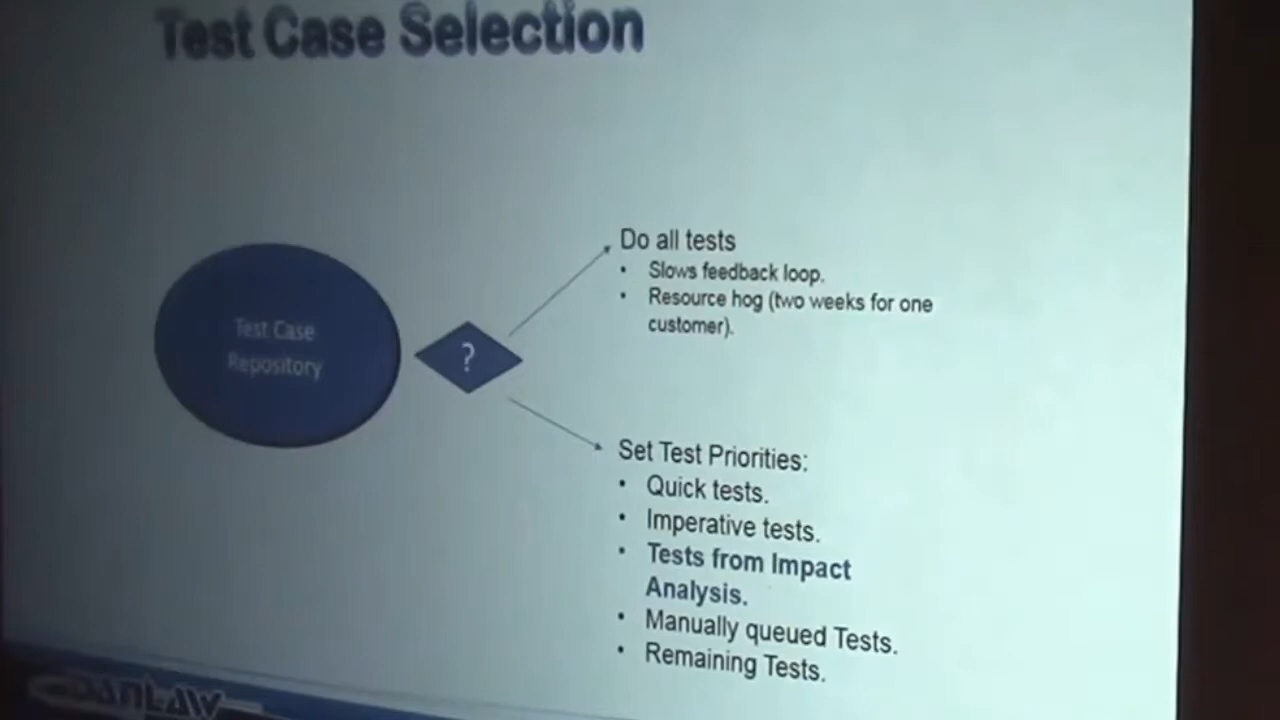 Test Case Selection
Test Case
Repository
?
Do all tests
• Slows feedback loop.
• Resource hog (two weeks for one
customer).
Set Test Priorities:
• Quick tests.
• Imperative tests.
• Tests from Impact
Analysis.
• Manually queued Tests.
• Remaining Tests.
DANLAW